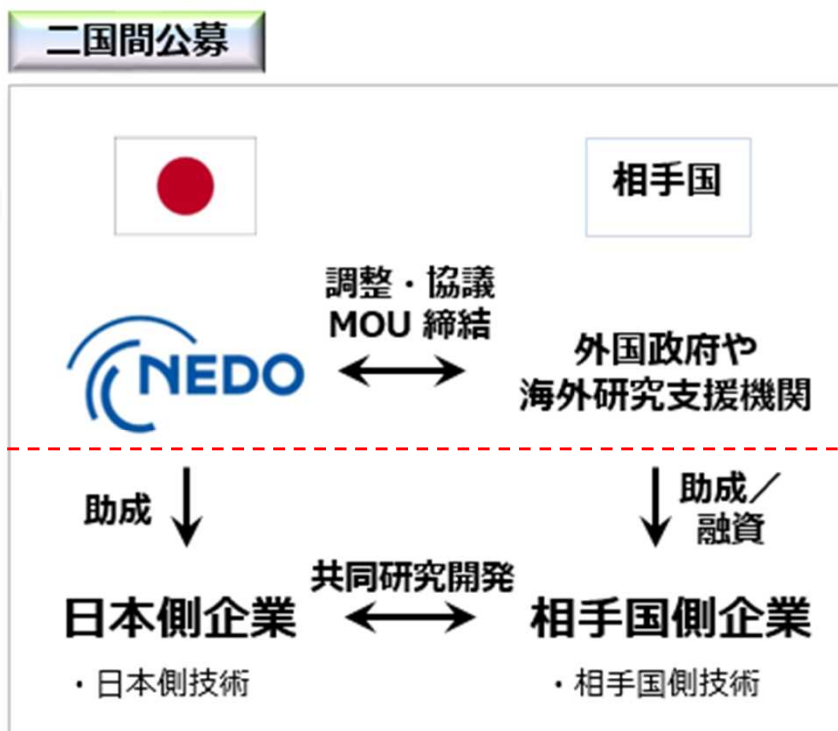 二国間公募
相手国
調整・協議
MOU 締結
NEDO
外国政府や
海外研究支援機関
助成
助成／
融資
共同研究開発
日本側企業
相手国側企業
・日本側技術
・相手国側技術